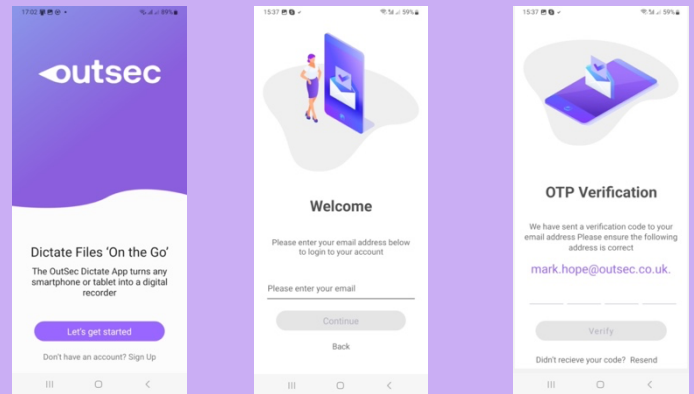 17:02
89%
outsec
Dictate Files ‘On the Go’
The OutSec Dictate App turns any
smartphone or tablet into a digital
recorder
Let's get started
Don't have an account? Sign Up
15:37
59%
Welcome
Please enter your email address below
to login to your account
Please enter your email
Continue
Back
15:37
59%
OTP Verification
We have sent a verification code to your
email address Please ensure the following
address is correct
mark.hope@outsec.co.uk.
Verify
Didn't recieve your code? Resend